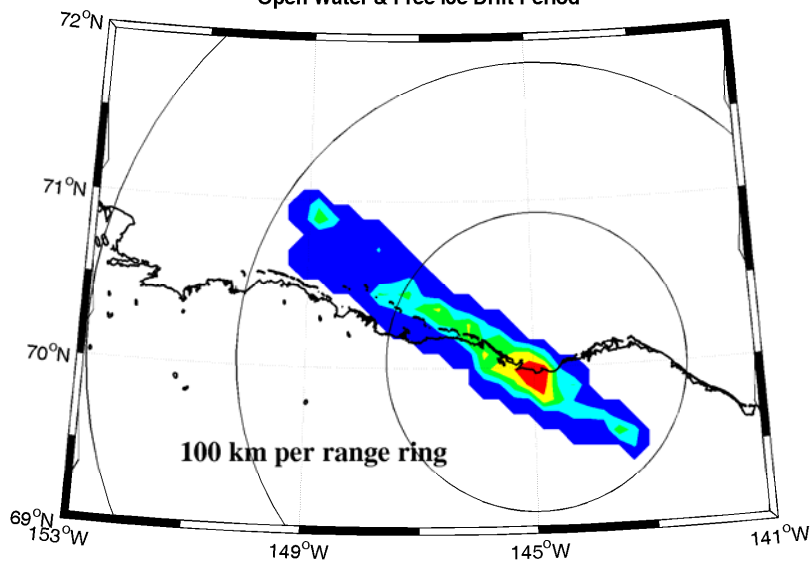 Open Water & Free Ice Drift Period
72°N
71°N
70°N
100 km per range ring
69°N
153°W
149°W
145°W
141°W